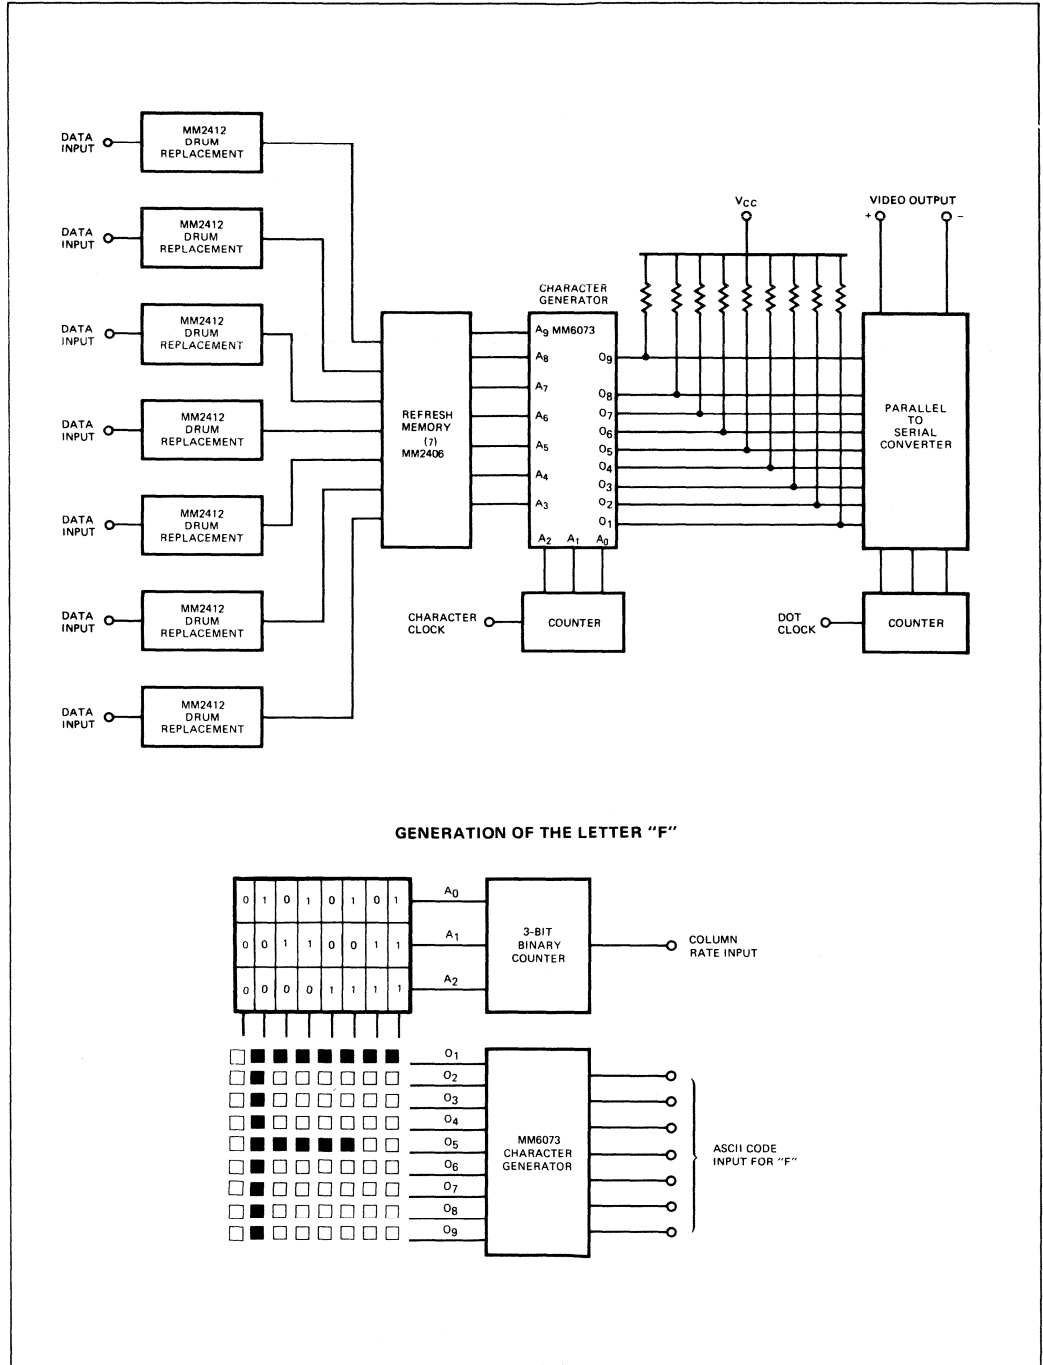 DATA
INPUT
MM2412
DRUM
REPLACEMENT
DATA
INPUT
MM2412
DRUM
REPLACEMENT
DATA
INPUT
MM2412
DRUM
REPLACEMENT
DATA
INPUT
MM2412
DRUM
REPLACEMENT
DATA
INPUT
MM2412
DRUM
REPLACEMENT
DATA
INPUT
MM2412
DRUM
REPLACEMENT
DATA
INPUT
MM2412
DRUM
REPLACEMENT
REFRESH
MEMORY
(7)
MM2406
CHARACTER
GENERATOR
A9 MM6073
A8
A7
A6
A5
A4
A3
A2 A1 A0
O9
O8
O7
O6
O5
O4
O3
O2
O1
VCC
VIDEO OUTPUT
+ −
PARALLEL
TO
SERIAL
CONVERTER
CHARACTER
CLOCK
COUNTER
DOT
CLOCK
COUNTER
GENERATION OF THE LETTER "F"
0 1 0 1 0 1 0 1
0 0 1 1 0 0 1 1
0 0 0 0 1 1 1 1
A0
A1
A2
3-BIT
BINARY
COUNTER
COLUMN
RATE INPUT
O1
O2
O3
O4
O5
O6
O7
O8
O9
MM6073
CHARACTER
GENERATOR
ASCII CODE
INPUT FOR "F"